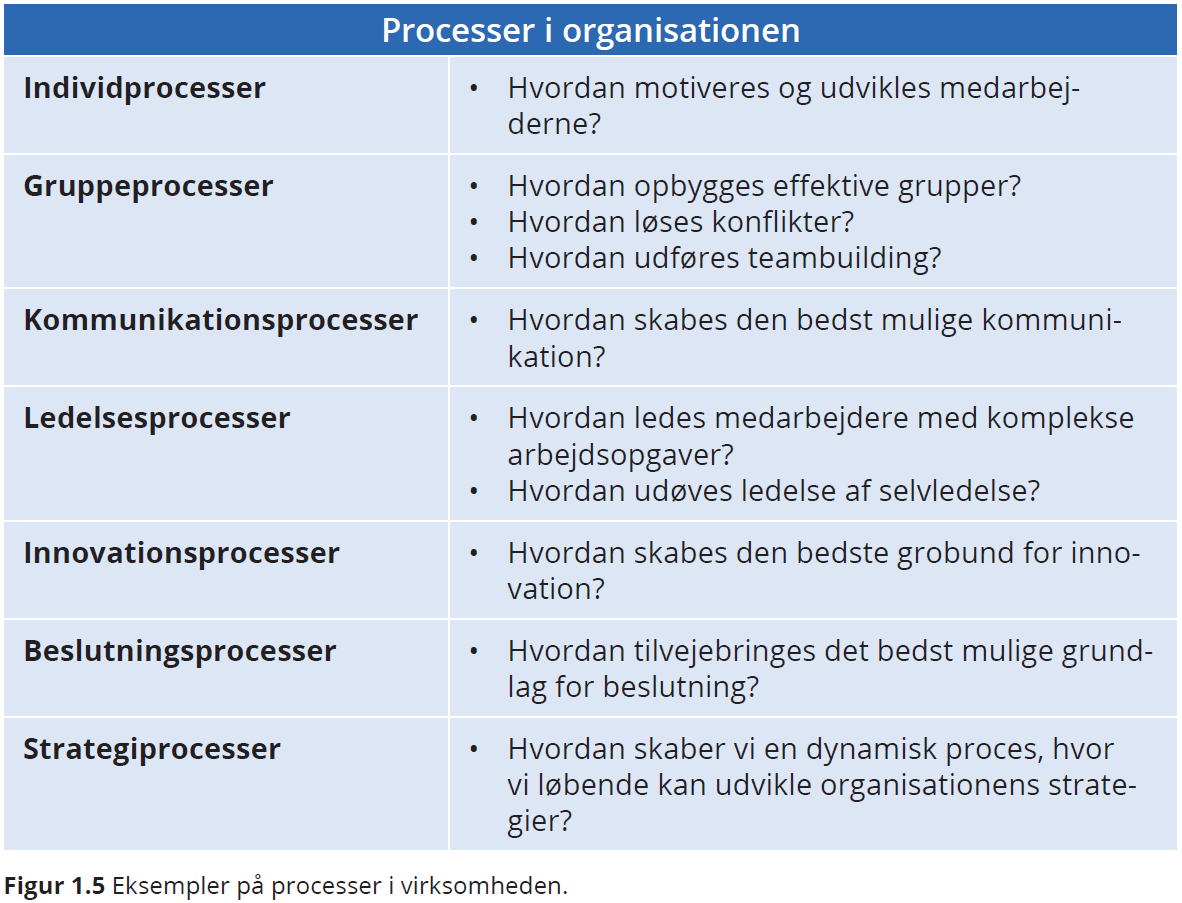 Processer i organisationen
Individprocesser
• Hvordan motiveres og udvikles medarbej-
derne?
Gruppeprocesser
• Hvordan opbygges effektive grupper?
• Hvordan løses konflikter?
• Hvordan udføres teambuilding?
Kommunikationsprocesser
• Hvordan skabes den bedst mulige kommuni-
kation?
Ledelsesprocesser
• Hvordan ledes medarbejdere med komplekse
arbejdsopgaver?
• Hvordan udøves ledelse af selvledelse?
Innovationsprocesser
• Hvordan skabes den bedste grobund for inno-
vation?
Beslutningsprocesser
• Hvordan tilvejebringes det bedst mulige grund-
lag for beslutning?
Strategiprocesser
• Hvordan skaber vi en dynamisk proces, hvor
vi løbende kan udvikle organisationens strate-
gier?
Figur 1.5 Eksempler på processer i virksomheden.